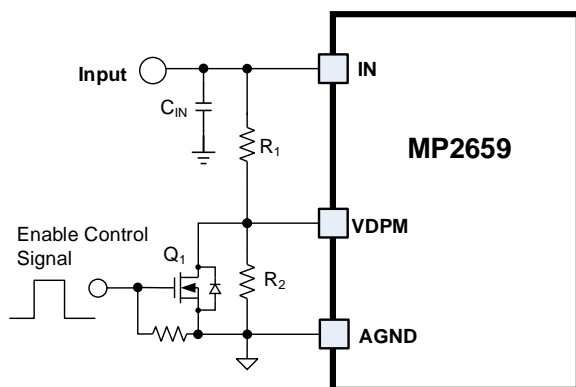 Input
IN
C_IN
R_1
MP2659
VDPM
Enable Control
Signal
Q_1
R_2
AGND